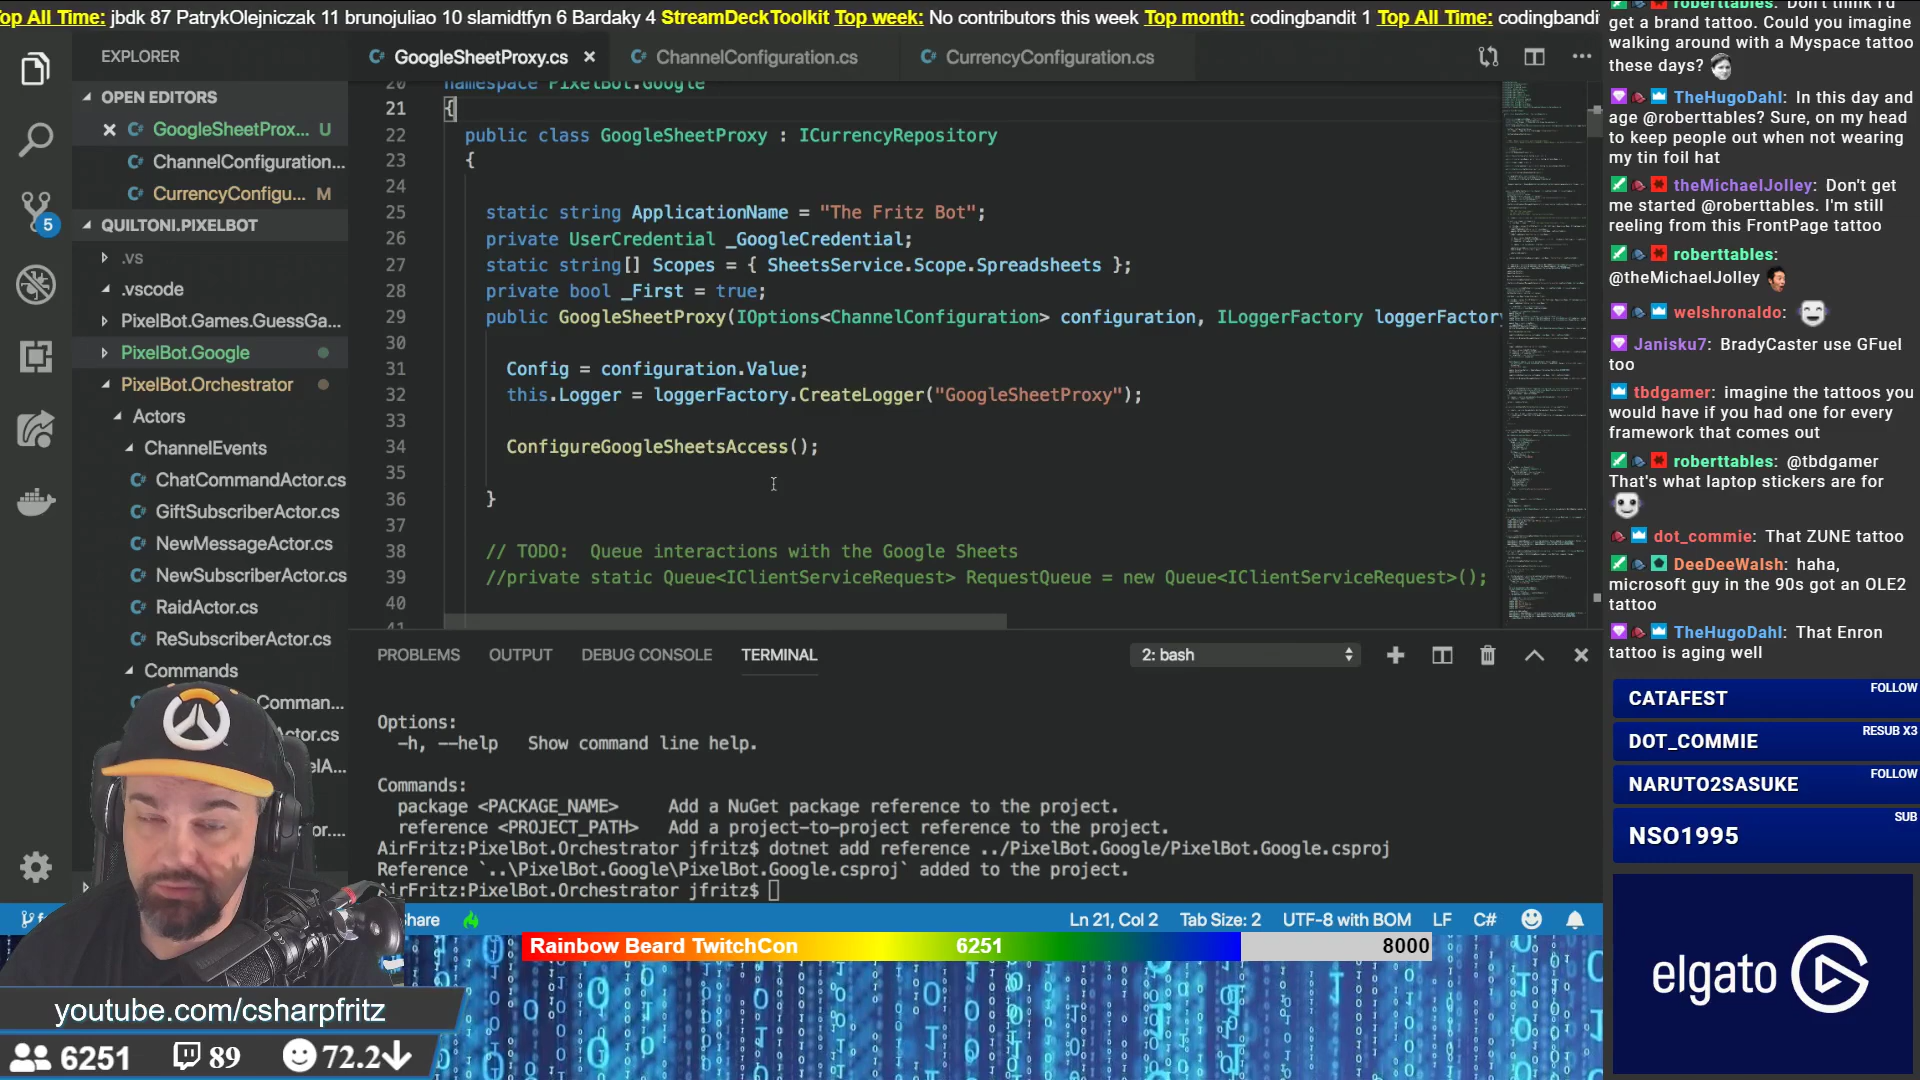 Top All Time: jbdk 87 PatrykOlejniczak 11 brunojuliao 10 slamidtfyn 6 Bardaky 4 StreamDeckToolkit Top week: No contributors this week Top month: codingbandit 1 Top All Time: codingbandit
EXPLORER
OPEN EDITORS
GoogleSheetProx... U
ChannelConfiguration...
CurrencyConfigu... M
QUILTONI.PIXELBOT
.vs
.vscode
PixelBot.Games.GuessGa...
PixelBot.Google
PixelBot.Orchestrator
Actors
ChannelEvents
ChatCommandActor.cs
GiftSubscriberActor.cs
NewMessageActor.cs
NewSubscriberActor.cs
RaidActor.cs
ReSubscriberActor.cs
Commands
Comman...
ctor.cs
5
GoogleSheetProxy.cs
ChannelConfiguration.cs
CurrencyConfiguration.cs
20 namespace PixelBot.Google
21 {
22 public class GoogleSheetProxy : ICurrencyRepository
23 {
24
25 static string ApplicationName = "The Fritz Bot";
26 private UserCredential _GoogleCredential;
27 static string[] Scopes = { SheetsService.Scope.Spreadsheets };
28 private bool _First = true;
29 public GoogleSheetProxy(IOptions<ChannelConfiguration> configuration, ILoggerFactory loggerFactory
30
31 Config = configuration.Value;
32 this.Logger = loggerFactory.CreateLogger("GoogleSheetProxy");
33
34 ConfigureGoogleSheetsAccess();
35
36 }
37
38 // TODO: Queue interactions with the Google Sheets
39 //private static Queue<IClientServiceRequest> RequestQueue = new Queue<IClientServiceRequest>();
40
41
PROBLEMS OUTPUT DEBUG CONSOLE TERMINAL 2: bash
Options:
-h, --help Show command line help.
Commands:
package <PACKAGE_NAME> Add a NuGet package reference to the project.
reference <PROJECT_PATH> Add a project-to-project reference to the project.
AirFritz:PixelBot.Orchestrator jfritz$ dotnet add reference ../PixelBot.Google/PixelBot.Google.csproj
Reference `..\PixelBot.Google\PixelBot.Google.csproj` added to the project.
AirFritz:PixelBot.Orchestrator jfritz$
Share Ln 21, Col 2 Tab Size: 2 UTF-8 with BOM LF C#
Rainbow Beard TwitchCon 6251 8000
youtube.com/csharpfritz
6251 89 72.2
roberttables: Don't think I'd
get a brand tattoo. Could you imagine
walking around with a Myspace tattoo
these days?
TheHugoDahl: In this day and
age @roberttables? Sure, on my head
to keep people out when not wearing
my tin foil hat
theMichaelJolley: Don't get
me started @roberttables. I'm still
reeling from this FrontPage tattoo
roberttables:
@theMichaelJolley
welshronaldo:
Janisku7: BradyCaster use GFuel
too
tbdgamer: imagine the tattoos you
would have if you had one for every
framework that comes out
roberttables: @tbdgamer
That's what laptop stickers are for
dot_commie: That ZUNE tattoo
DeeDeeWalsh: haha,
microsoft guy in the 90s got an OLE2
tattoo
TheHugoDahl: That Enron
tattoo is aging well
CATAFEST FOLLOW
DOT_COMMIE RESUB X3
NARUTO2SASUKE FOLLOW
NSO1995 SUB
elgato